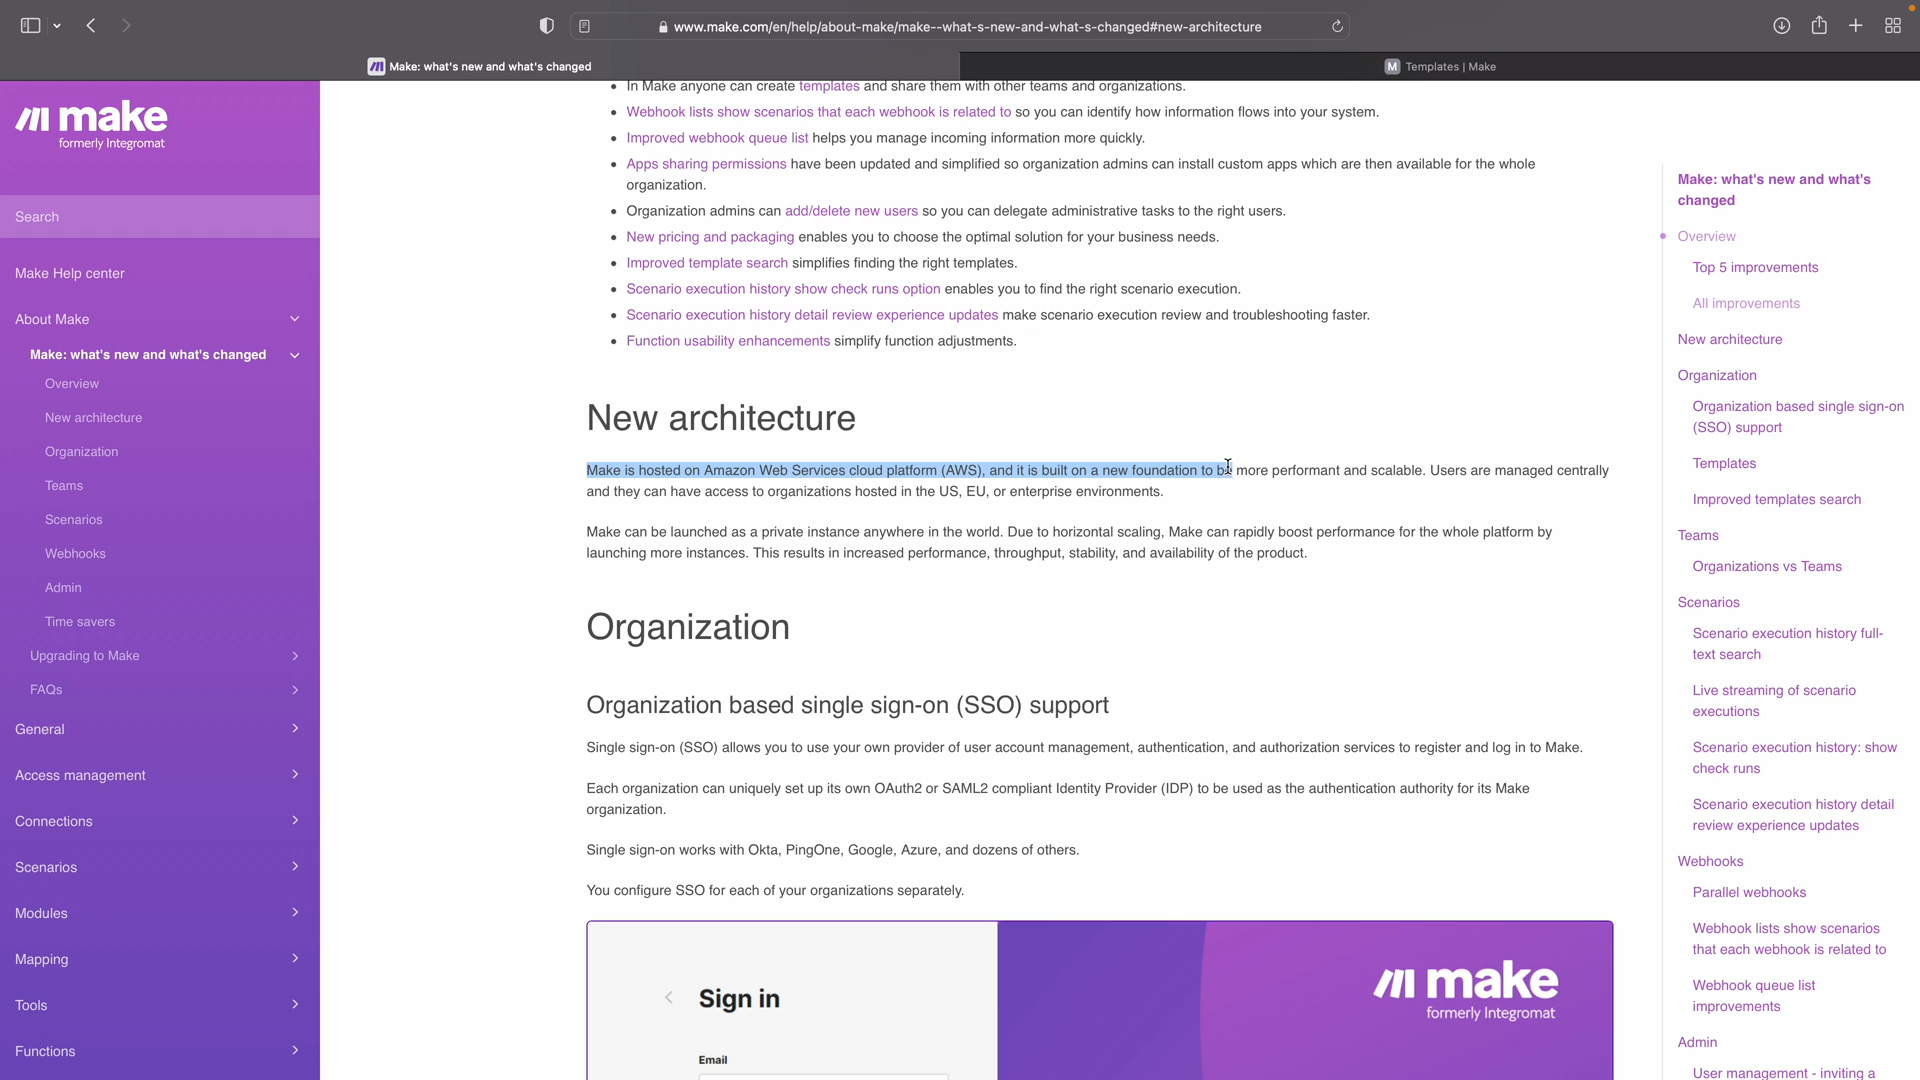 www.make.com/en/help/about-make/make--what-s-new-and-what-s-changed#new-architecture
Make: what's new and what's changed
M Templates | Make
make
formerly Integromat
Search
Make Help center
About Make
Make: what's new and what's changed
Overview
New architecture
Organization
Teams
Scenarios
Webhooks
Admin
Time savers
Upgrading to Make
FAQs
General
Access management
Connections
Scenarios
Modules
Mapping
Tools
Functions
• In Make anyone can create templates and share them with other teams and organizations.
• Webhook lists show scenarios that each webhook is related to so you can identify how information flows into your system.
• Improved webhook queue list helps you manage incoming information more quickly.
• Apps sharing permissions have been updated and simplified so organization admins can install custom apps which are then available for the whole
organization.
• Organization admins can add/delete new users so you can delegate administrative tasks to the right users.
• New pricing and packaging enables you to choose the optimal solution for your business needs.
• Improved template search simplifies finding the right templates.
• Scenario execution history show check runs option enables you to find the right scenario execution.
• Scenario execution history detail review experience updates make scenario execution review and troubleshooting faster.
• Function usability enhancements simplify function adjustments.
New architecture
Make is hosted on Amazon Web Services cloud platform (AWS), and it is built on a new foundation to be more performant and scalable. Users are managed centrally
and they can have access to organizations hosted in the US, EU, or enterprise environments.
Make can be launched as a private instance anywhere in the world. Due to horizontal scaling, Make can rapidly boost performance for the whole platform by
launching more instances. This results in increased performance, throughput, stability, and availability of the product.
Organization
Organization based single sign-on (SSO) support
Single sign-on (SSO) allows you to use your own provider of user account management, authentication, and authorization services to register and log in to Make.
Each organization can uniquely set up its own OAuth2 or SAML2 compliant Identity Provider (IDP) to be used as the authentication authority for its Make
organization.
Single sign-on works with Okta, PingOne, Google, Azure, and dozens of others.
You configure SSO for each of your organizations separately.
Sign in
Email
make
formerly Integromat
Make: what's new and what's
changed
Overview
Top 5 improvements
All improvements
New architecture
Organization
Organization based single sign-on
(SSO) support
Templates
Improved templates search
Teams
Organizations vs Teams
Scenarios
Scenario execution history full-
text search
Live streaming of scenario
executions
Scenario execution history: show
check runs
Scenario execution history detail
review experience updates
Webhooks
Parallel webhooks
Webhook lists show scenarios
that each webhook is related to
Webhook queue list
improvements
Admin
User management - inviting a